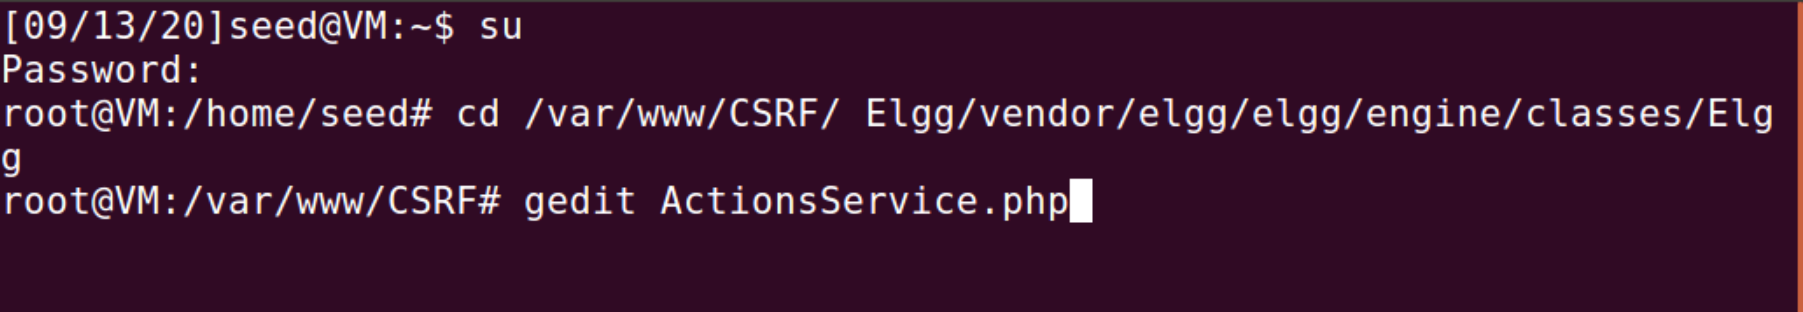 [09/13/20]seed@VM:~$ su
Password:
root@VM:/home/seed# cd /var/www/CSRF/ Elgg/vendor/elgg/elgg/engine/classes/Elg
g
root@VM:/var/www/CSRF# gedit ActionsService.php